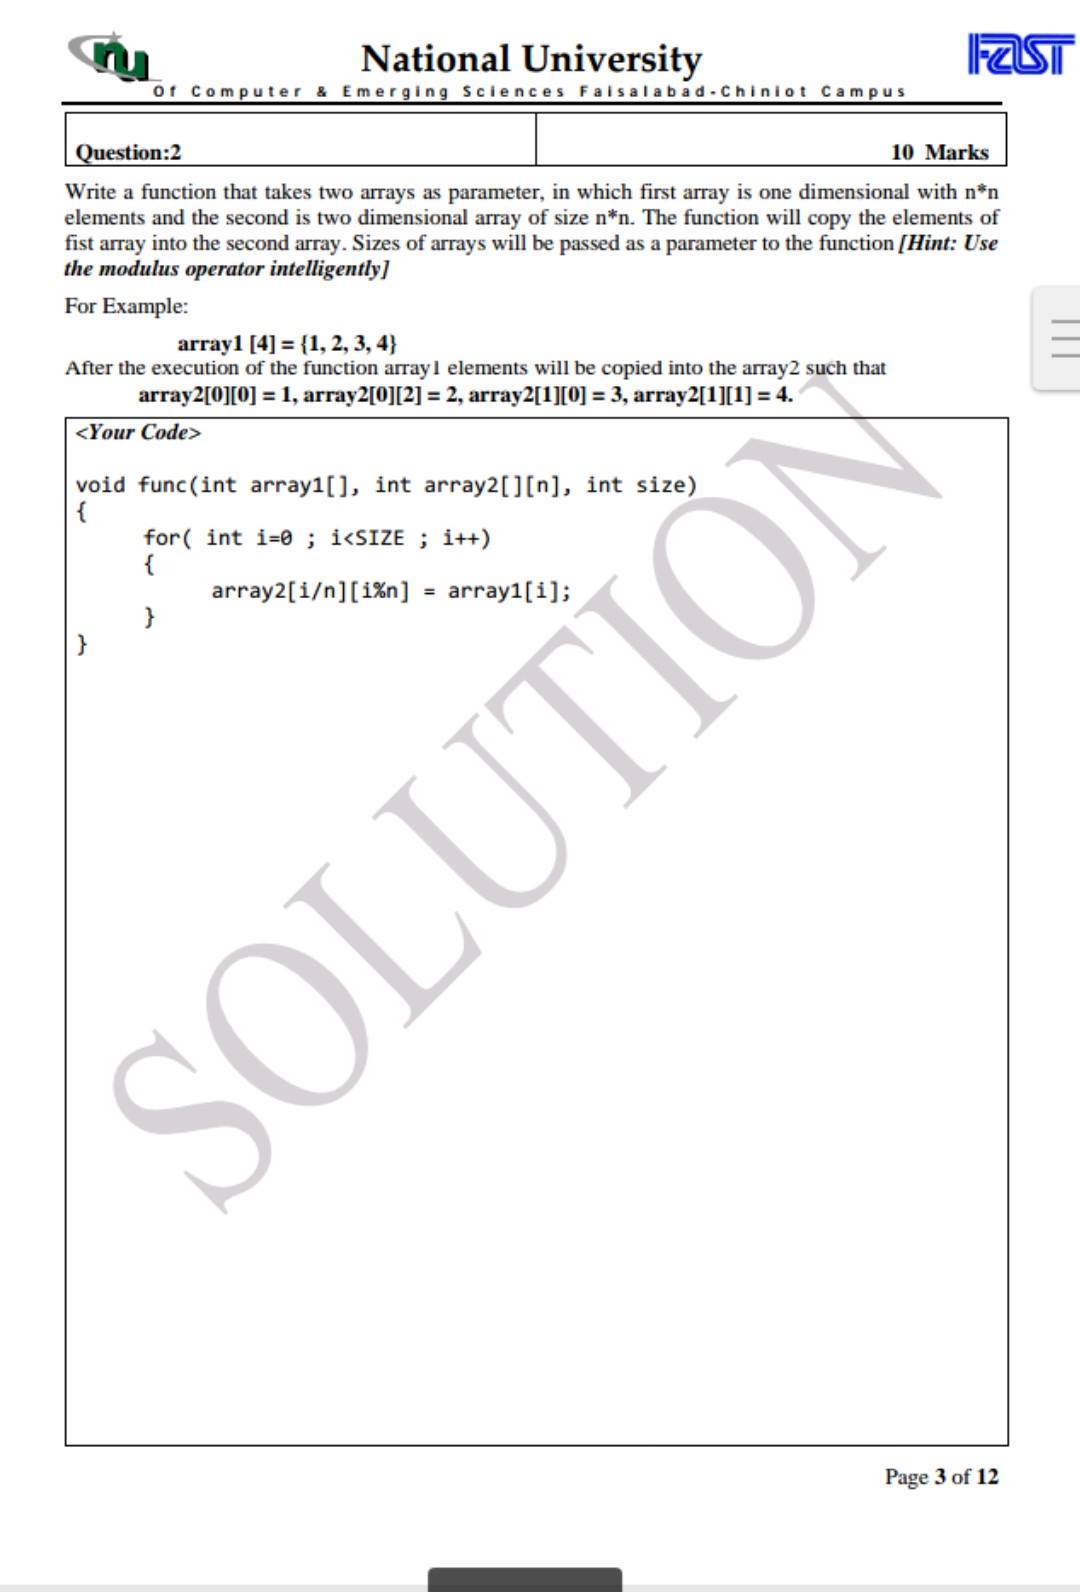 nu
National University
FAST
Of Computer & Emerging Sciences Faisalabad-Chiniot Campus
Question:2
10 Marks
Write a function that takes two arrays as parameter, in which first array is one dimensional with n*n
elements and the second is two dimensional array of size n*n. The function will copy the elements of
fist array into the second array. Sizes of arrays will be passed as a parameter to the function [Hint: Use
the modulus operator intelligently]
For Example:
array1 [4] = {1, 2, 3, 4}
After the execution of the function array1 elements will be copied into the array2 such that
array2[0][0] = 1, array2[0][2] = 2, array2[1][0] = 3, array2[1][1] = 4.
<Your Code>
void func(int array1[], int array2[][n], int size)
{
for( int i=0 ; i<SIZE ; i++)
{
array2[i/n][i%n] = array1[i];
}
}
SOLUTION
Page 3 of 12